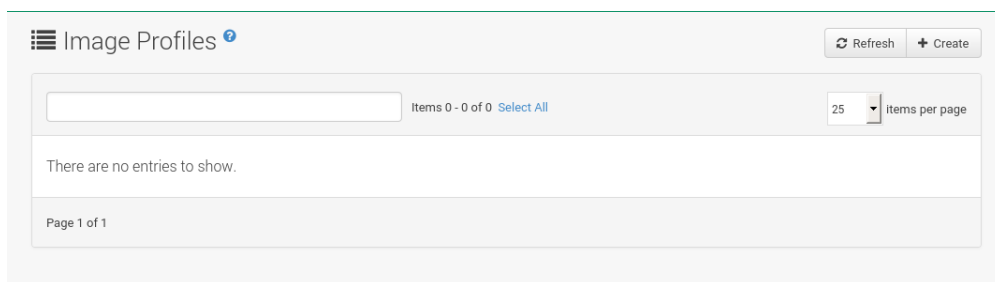 Image Profiles ?
Refresh + Create
Items 0 - 0 of 0 Select All 25 items per page
There are no entries to show.
Page 1 of 1